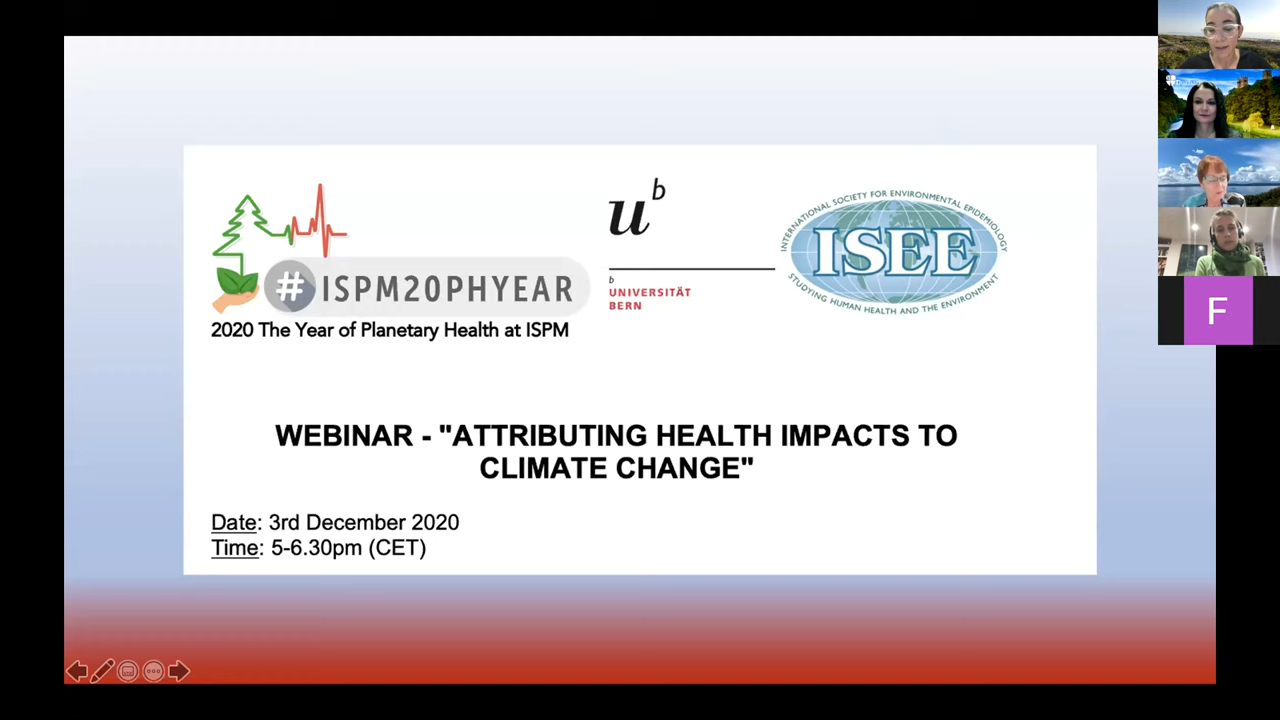 #ISPM20PHYEAR
2020 The Year of Planetary Health at ISPM
u b
b
UNIVERSITÄT
BERN
INTERNATIONAL SOCIETY FOR ENVIRONMENTAL EPIDEMIOLOGY
ISEE
STUDYING HUMAN HEALTH AND THE ENVIRONMENT
WEBINAR - "ATTRIBUTING HEALTH IMPACTS TO
CLIMATE CHANGE"
Date: 3rd December 2020
Time: 5-6.30pm (CET)
F